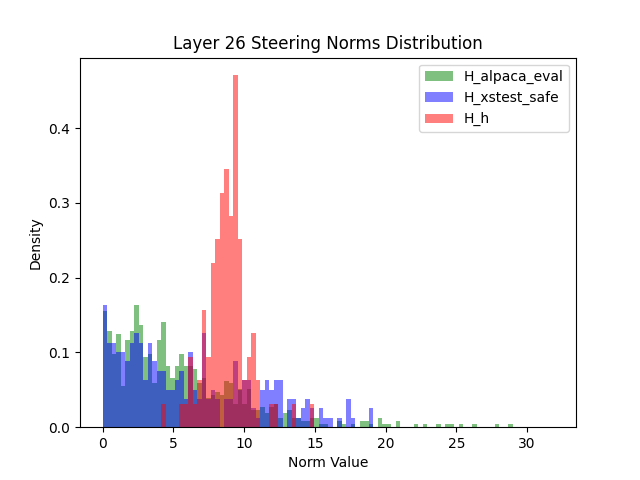 Layer 26 Steering Norms Distribution
H_alpaca_eval
H_xstest_safe
H_h
Density
0.4
0.3
0.2
0.1
0.0
0 5 10 15 20 25 30
Norm Value